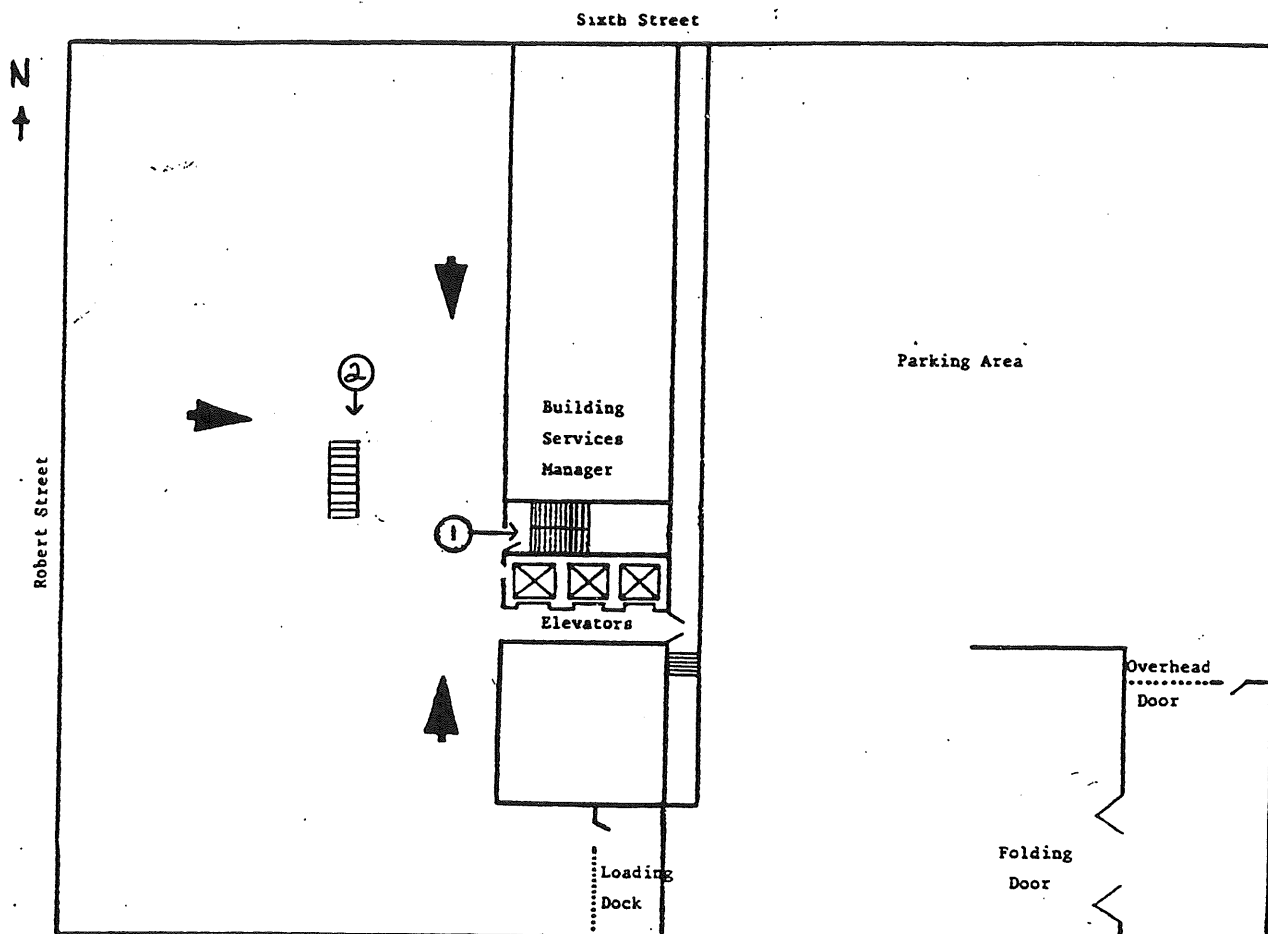 Sixth Street
N
Parking Area
2
Building
Services
Manager
Robert Street
1
Elevators
Overhead
Door
Folding
Door
Loading
Dock